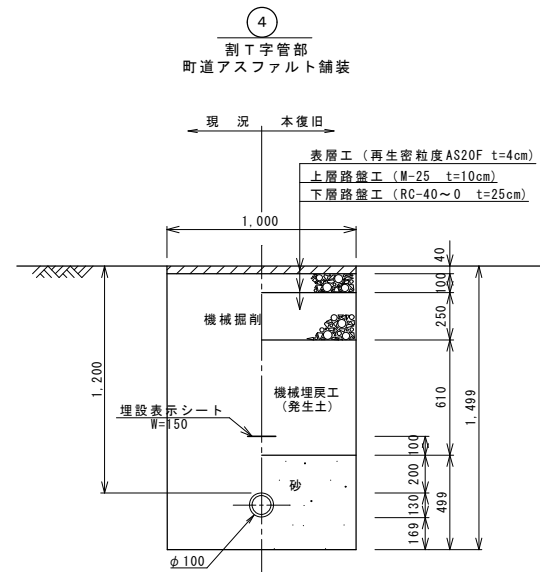 4
割T字管部
町道アスファルト舗装
現 況 本復旧
表層工 (再生密粒度AS20F t=4cm)
上層路盤工 (M-25 t=10cm)
下層路盤工 (RC-40～0 t=25cm)
1,000
40
100
250
機械掘削
1,200
機械埋戻工
(発生土)
610
1,499
埋設表示シート
W=150
100
200
砂
499
130
169
φ100